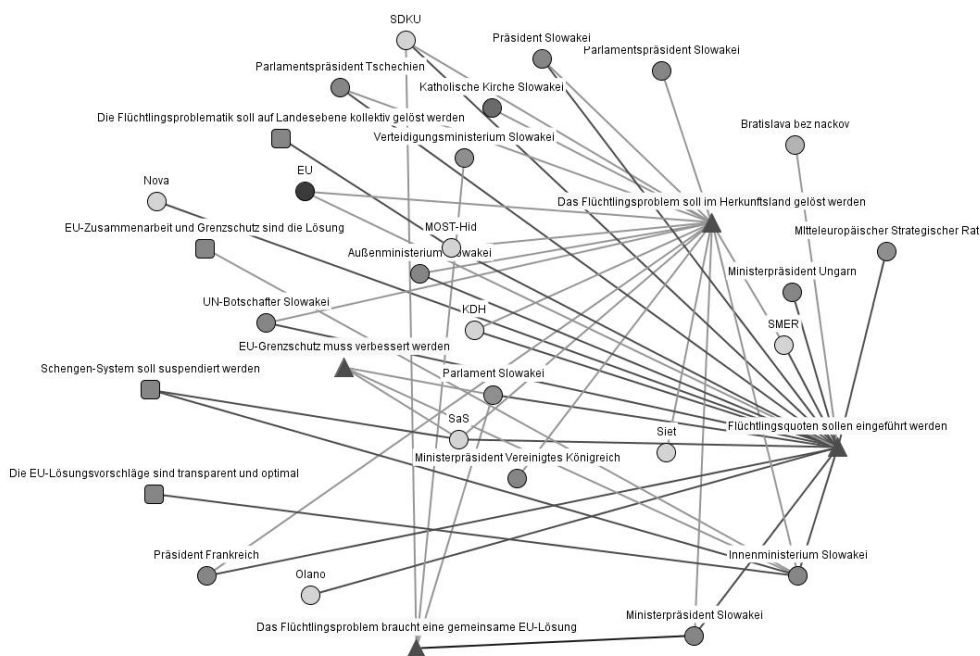 SDKU
Präsident Slowakei
Parlamentspräsident Slowakei
Parlamentspräsident Tschechien
Katholische Kirche Slowakei
Die Flüchtlingsproblematik soll auf Landesebene kollektiv gelöst werden
Bratislava bez nackov
Verteidigungsministerium Slowakei
EU
Nova
Das Flüchtlingsproblem soll im Herkunftsland gelöst werden
EU-Zusammenarbeit und Grenzschutz sind die Lösung
MOST-Hid
MItteleuropäischer Strategischer Rat
Außenministerium Slowakei
Ministerpräsident Ungarn
UN-Botschafter Slowakei
KDH
SMER
EU-Grenzschutz muss verbessert werden
Schengen-System soll suspendiert werden
Parlament Slowakei
SaS
Siet
Flüchtlingsquoten sollen eingeführt werden
Ministerpräsident Vereinigtes Königreich
Die EU-Lösungsvorschläge sind transparent und optimal
Präsident Frankreich
Innenministerium Slowakei
Olano
Ministerpräsident Slowakei
Das Flüchtlingsproblem braucht eine gemeinsame EU-Lösung